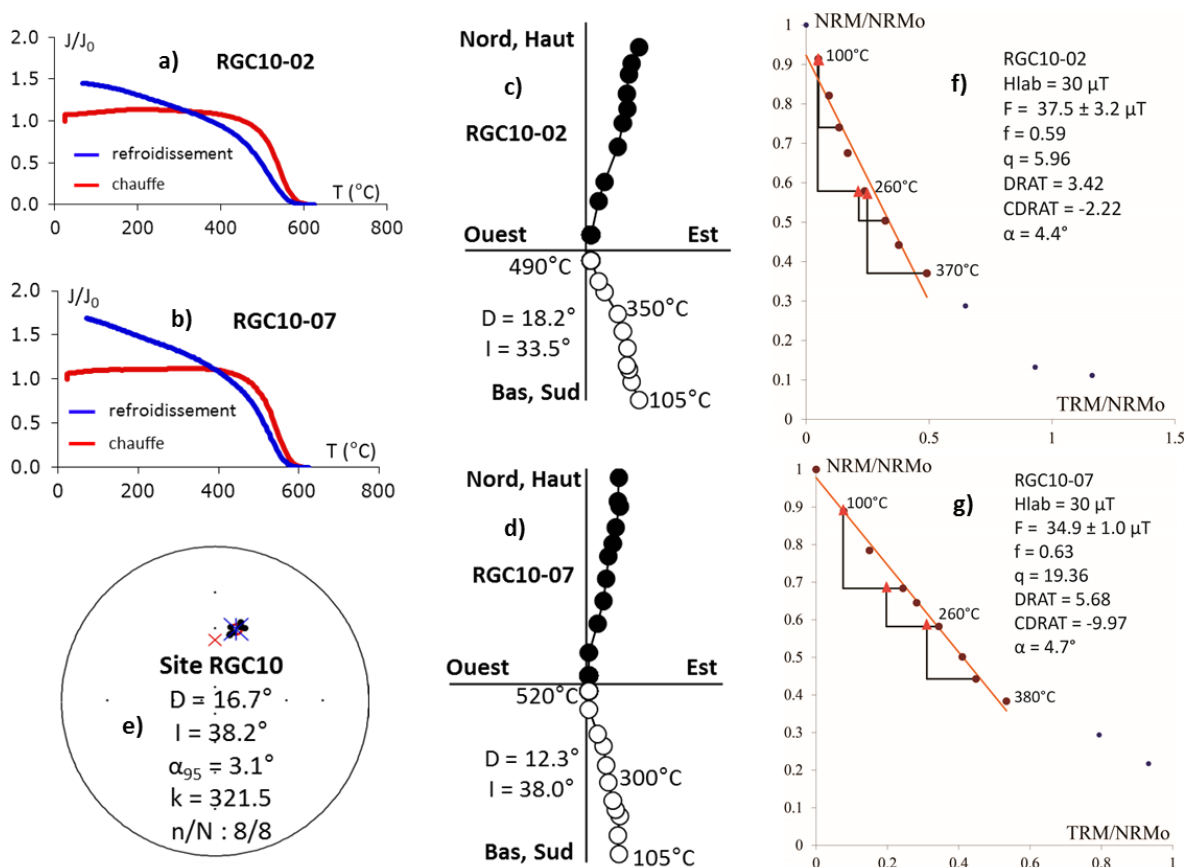 J/J0
a)
RGC10-02
2.0
1.5
1.0
0.5
0.0
refroidissement
chauffe
T (°C)
0
200
400
600
800
J/J0
b)
RGC10-07
2.0
1.5
1.0
0.5
0.0
refroidissement
chauffe
T (°C)
0
200
400
600
800
Site RGC10
D = 16.7°
e)
I = 38.2°
α95 = 3.1°
k = 321.5
n/N : 8/8
Nord, Haut
c)
RGC10-02
Ouest
Est
490°C
350°C
D = 18.2°
I = 33.5°
Bas, Sud
105°C
Nord, Haut
d)
RGC10-07
Ouest
Est
520°C
D = 12.3°
300°C
I = 38.0°
Bas, Sud
105°C
NRM/NRMo
1
0.9
0.8
0.7
0.6
0.5
0.4
0.3
0.2
0.1
0
100°C
260°C
370°C
f)
RGC10-02
Hlab = 30 µT
F = 37.5 ± 3.2 µT
f = 0.59
q = 5.96
DRAT = 3.42
CDRAT = -2.22
α = 4.4°
TRM/NRMo
0
0.5
1
1.5
NRM/NRMo
1
0.9
0.8
0.7
0.6
0.5
0.4
0.3
0.2
0.1
0
100°C
260°C
380°C
g)
RGC10-07
Hlab = 30 µT
F = 34.9 ± 1.0 µT
f = 0.63
q = 19.36
DRAT = 5.68
CDRAT = -9.97
α = 4.7°
TRM/NRMo
0
0.2
0.4
0.6
0.8
1